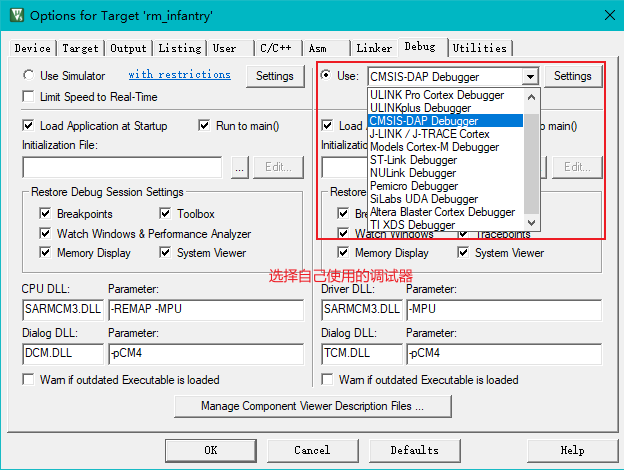 Options for Target 'rm_infantry'
Device Target Output Listing User C/C++ Asm Linker Debug Utilities
Use Simulator with restrictions Settings
Limit Speed to Real-Time
Use: CMSIS-DAP Debugger Settings
ULINK Pro Cortex Debugger
ULINKplus Debugger
CMSIS-DAP Debugger
J-LINK / J-TRACE Cortex
Models Cortex-M Debugger
ST-Link Debugger
NULink Debugger
Pemicro Debugger
SiLabs UDA Debugger
Altera Blaster Cortex Debugger
TI XDS Debugger
Load Application at Startup Run to main()
Initialization File:
... Edit...
Restore Debug Session Settings
Breakpoints Toolbox
Watch Windows & Performance Analyzer
Memory Display System Viewer
Load to main()
Initializatio
Edit...
Restore
Bre
Watch Windows Tracepoints
Memory Display System Viewer
选择自己使用的调试器
CPU DLL: Parameter:
SARMCM3.DLL -REMAP -MPU
Dialog DLL: Parameter:
DCM.DLL -pCM4
Warn if outdated Executable is loaded
Driver DLL: Parameter:
SARMCM3.DLL -MPU
Dialog DLL: Parameter:
TCM.DLL -pCM4
Warn if outdated Executable is loaded
Manage Component Viewer Description Files ...
OK Cancel Defaults Help